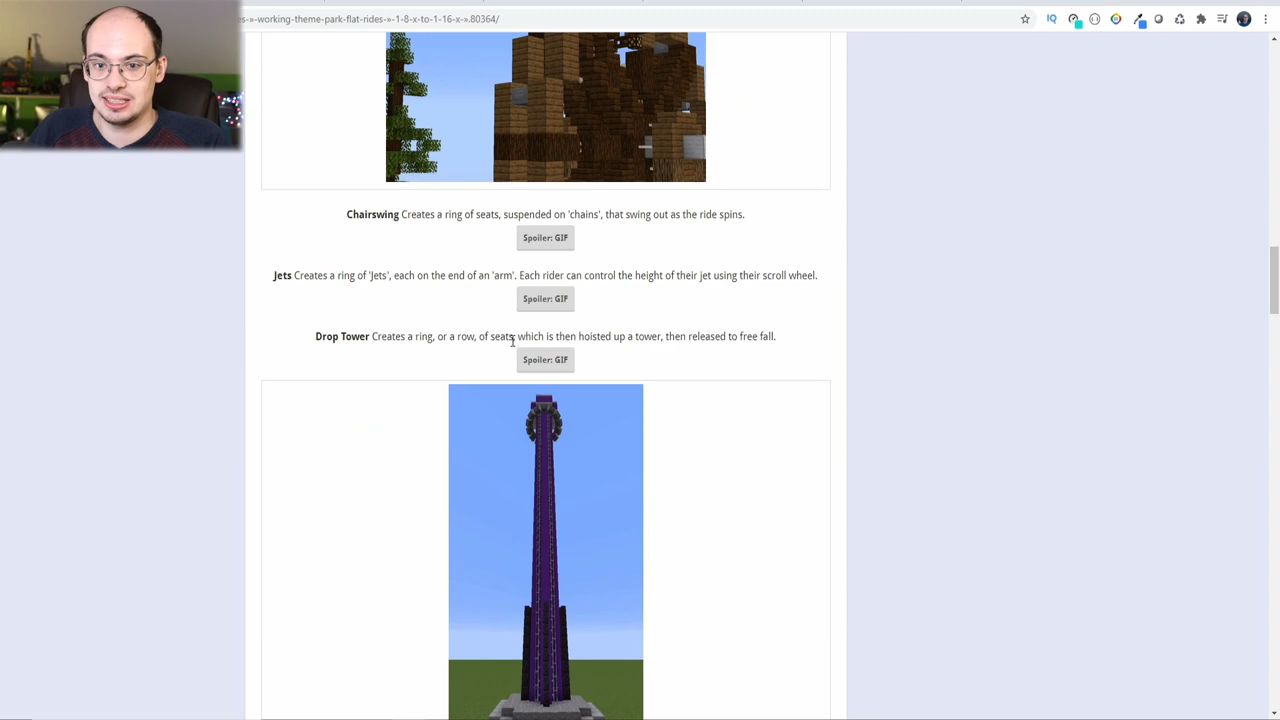 es-»-working-theme-park-flat-rides-»-1-8-x-to-1-16-x-».80364/
Chairswing Creates a ring of seats, suspended on 'chains', that swing out as the ride spins.
Spoiler: GIF
Jets Creates a ring of 'Jets', each on the end of an 'arm'. Each rider can control the height of their jet using their scroll wheel.
Spoiler: GIF
Drop Tower Creates a ring, or a row, of seats, which is then hoisted up a tower, then released to free fall.
Spoiler: GIF